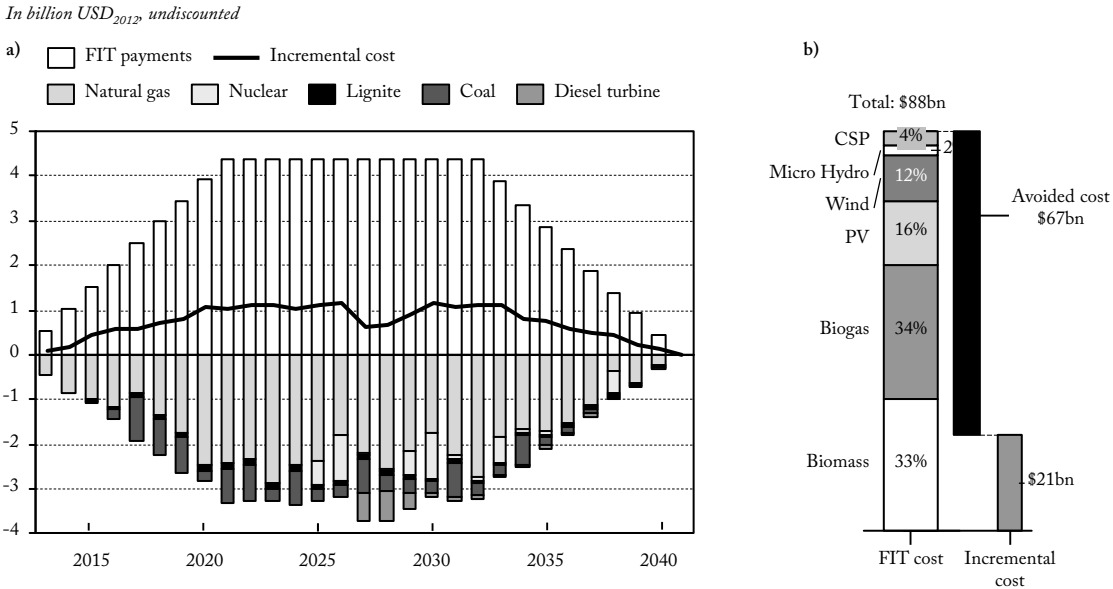 In billion USD2012, undiscounted
a)
FIT payments
Incremental cost
Natural gas
Nuclear
Lignite
Coal
Diesel turbine
5
4
3
2
1
0
-1
-2
-3
-4
2015
2020
2025
2030
2035
2040
b)
Total: $88bn
CSP
4%
2
Micro Hydro
Wind
12%
PV
16%
Biogas
34%
Biomass
33%
Avoided cost
$67bn
$21bn
FIT cost
Incremental
cost